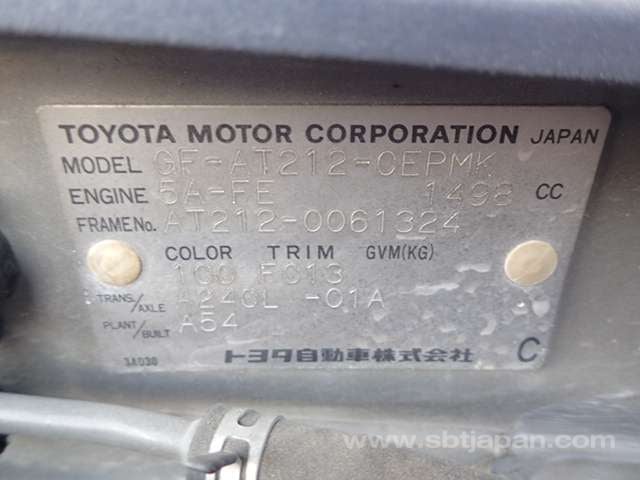 TOYOTA MOTOR CORPORATION JAPAN
MODEL GF-AT212-CEPMK
ENGINE 5A-FE 1498 CC
FRAME No. AT212-0061324
COLOR TRIM GVM(KG)
100 FC13
TRANS./AXLE A240L -01A
PLANT/BUILT A54
3A030
トヨタ自動車株式会社 C
www.sbtjapan.com